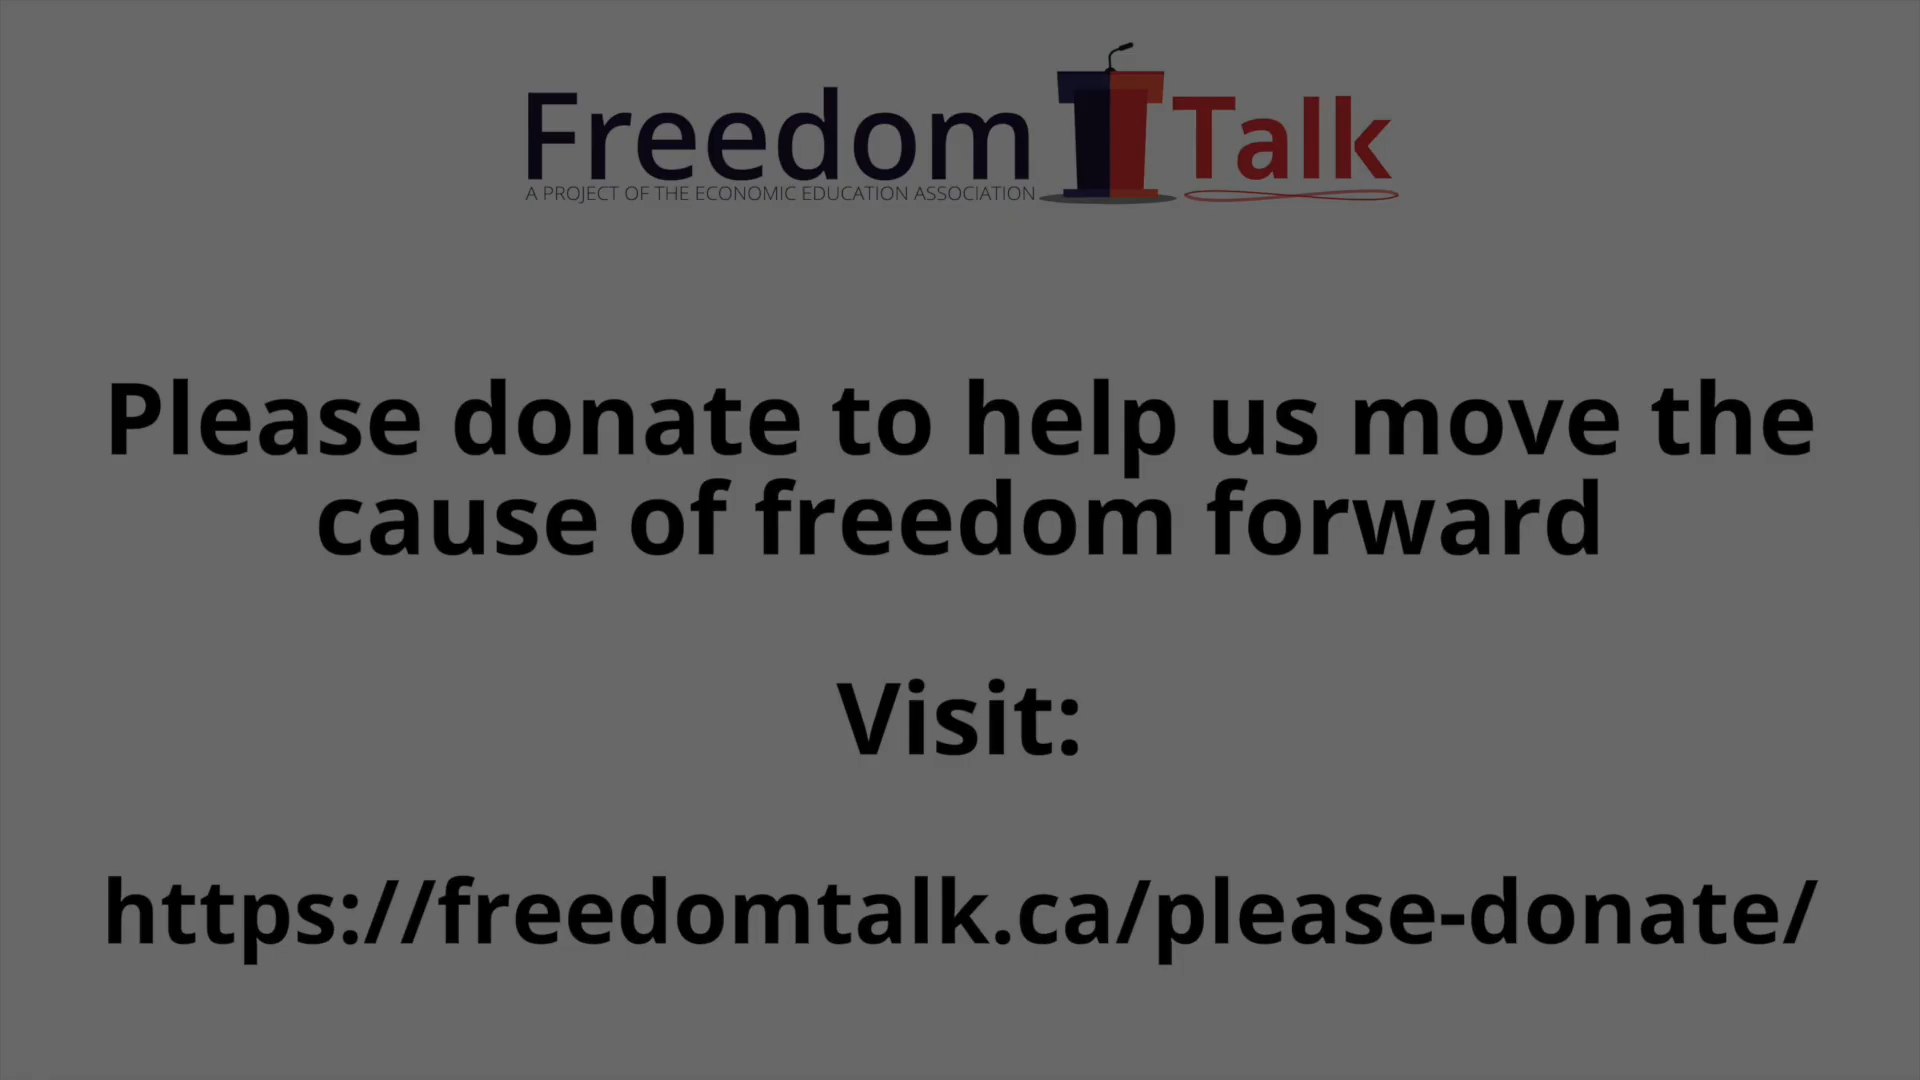 Freedom Talk
A PROJECT OF THE ECONOMIC EDUCATION ASSOCIATION
Please donate to help us move the
cause of freedom forward
Visit:
https://freedomtalk.ca/please-donate/